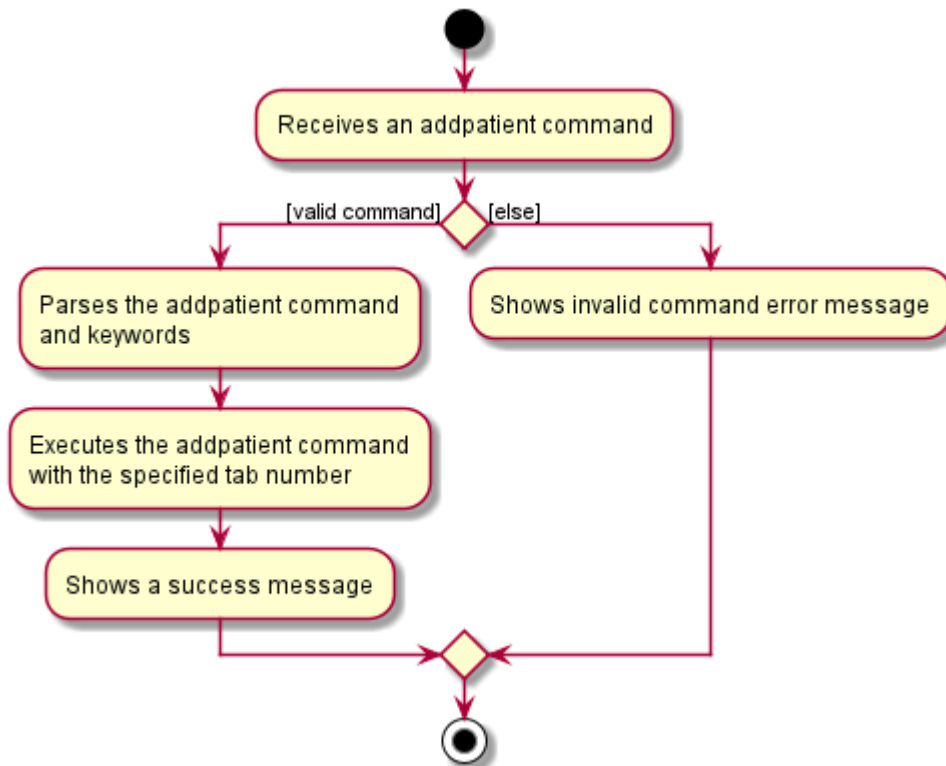 Receives an addpatient command
[valid command]
[else]
Parses the addpatient command
and keywords
Shows invalid command error message
Executes the addpatient command
with the specified tab number
Shows a success message